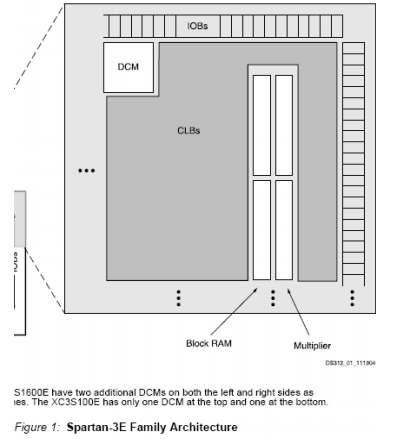 IOBs
DCM
CLBs
IOBs
Block RAM
Multiplier
DS312_01_111904
S1600E have two additional DCMs on both the left and right sides as
The XC3S100E has only one DCM at the top and one at the bottom.
Figure 1: Spartan-3E Family Architecture